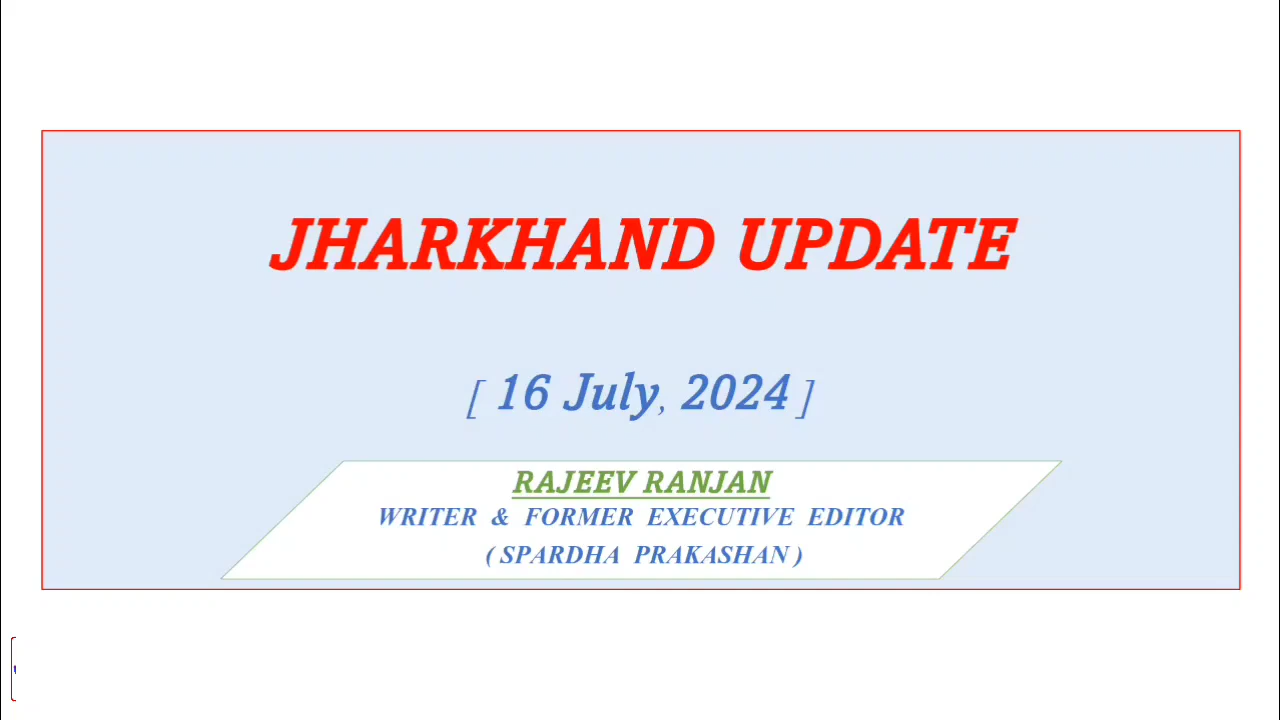 JHARKHAND UPDATE
[ 16 July, 2024 ]
RAJEEV RANJAN
WRITER & FORMER EXECUTIVE EDITOR
( SPARDHA PRAKASHAN )